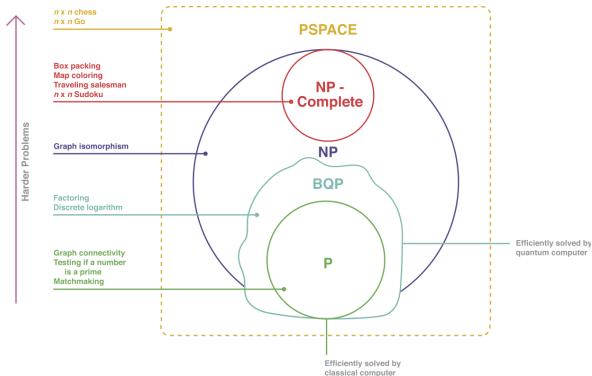 n x n chess
n x n Go
PSPACE
Box packing
Map coloring
Traveling salesman
n x n Sudoku
NP -
Complete
Harder Problems
Graph isomorphism
NP
BQP
Factoring
Discrete logarithm
Efficiently solved by
quantum computer
Graph connectivity
Testing if a number
is a prime
Matchmaking
P
Efficiently solved by
classical computer